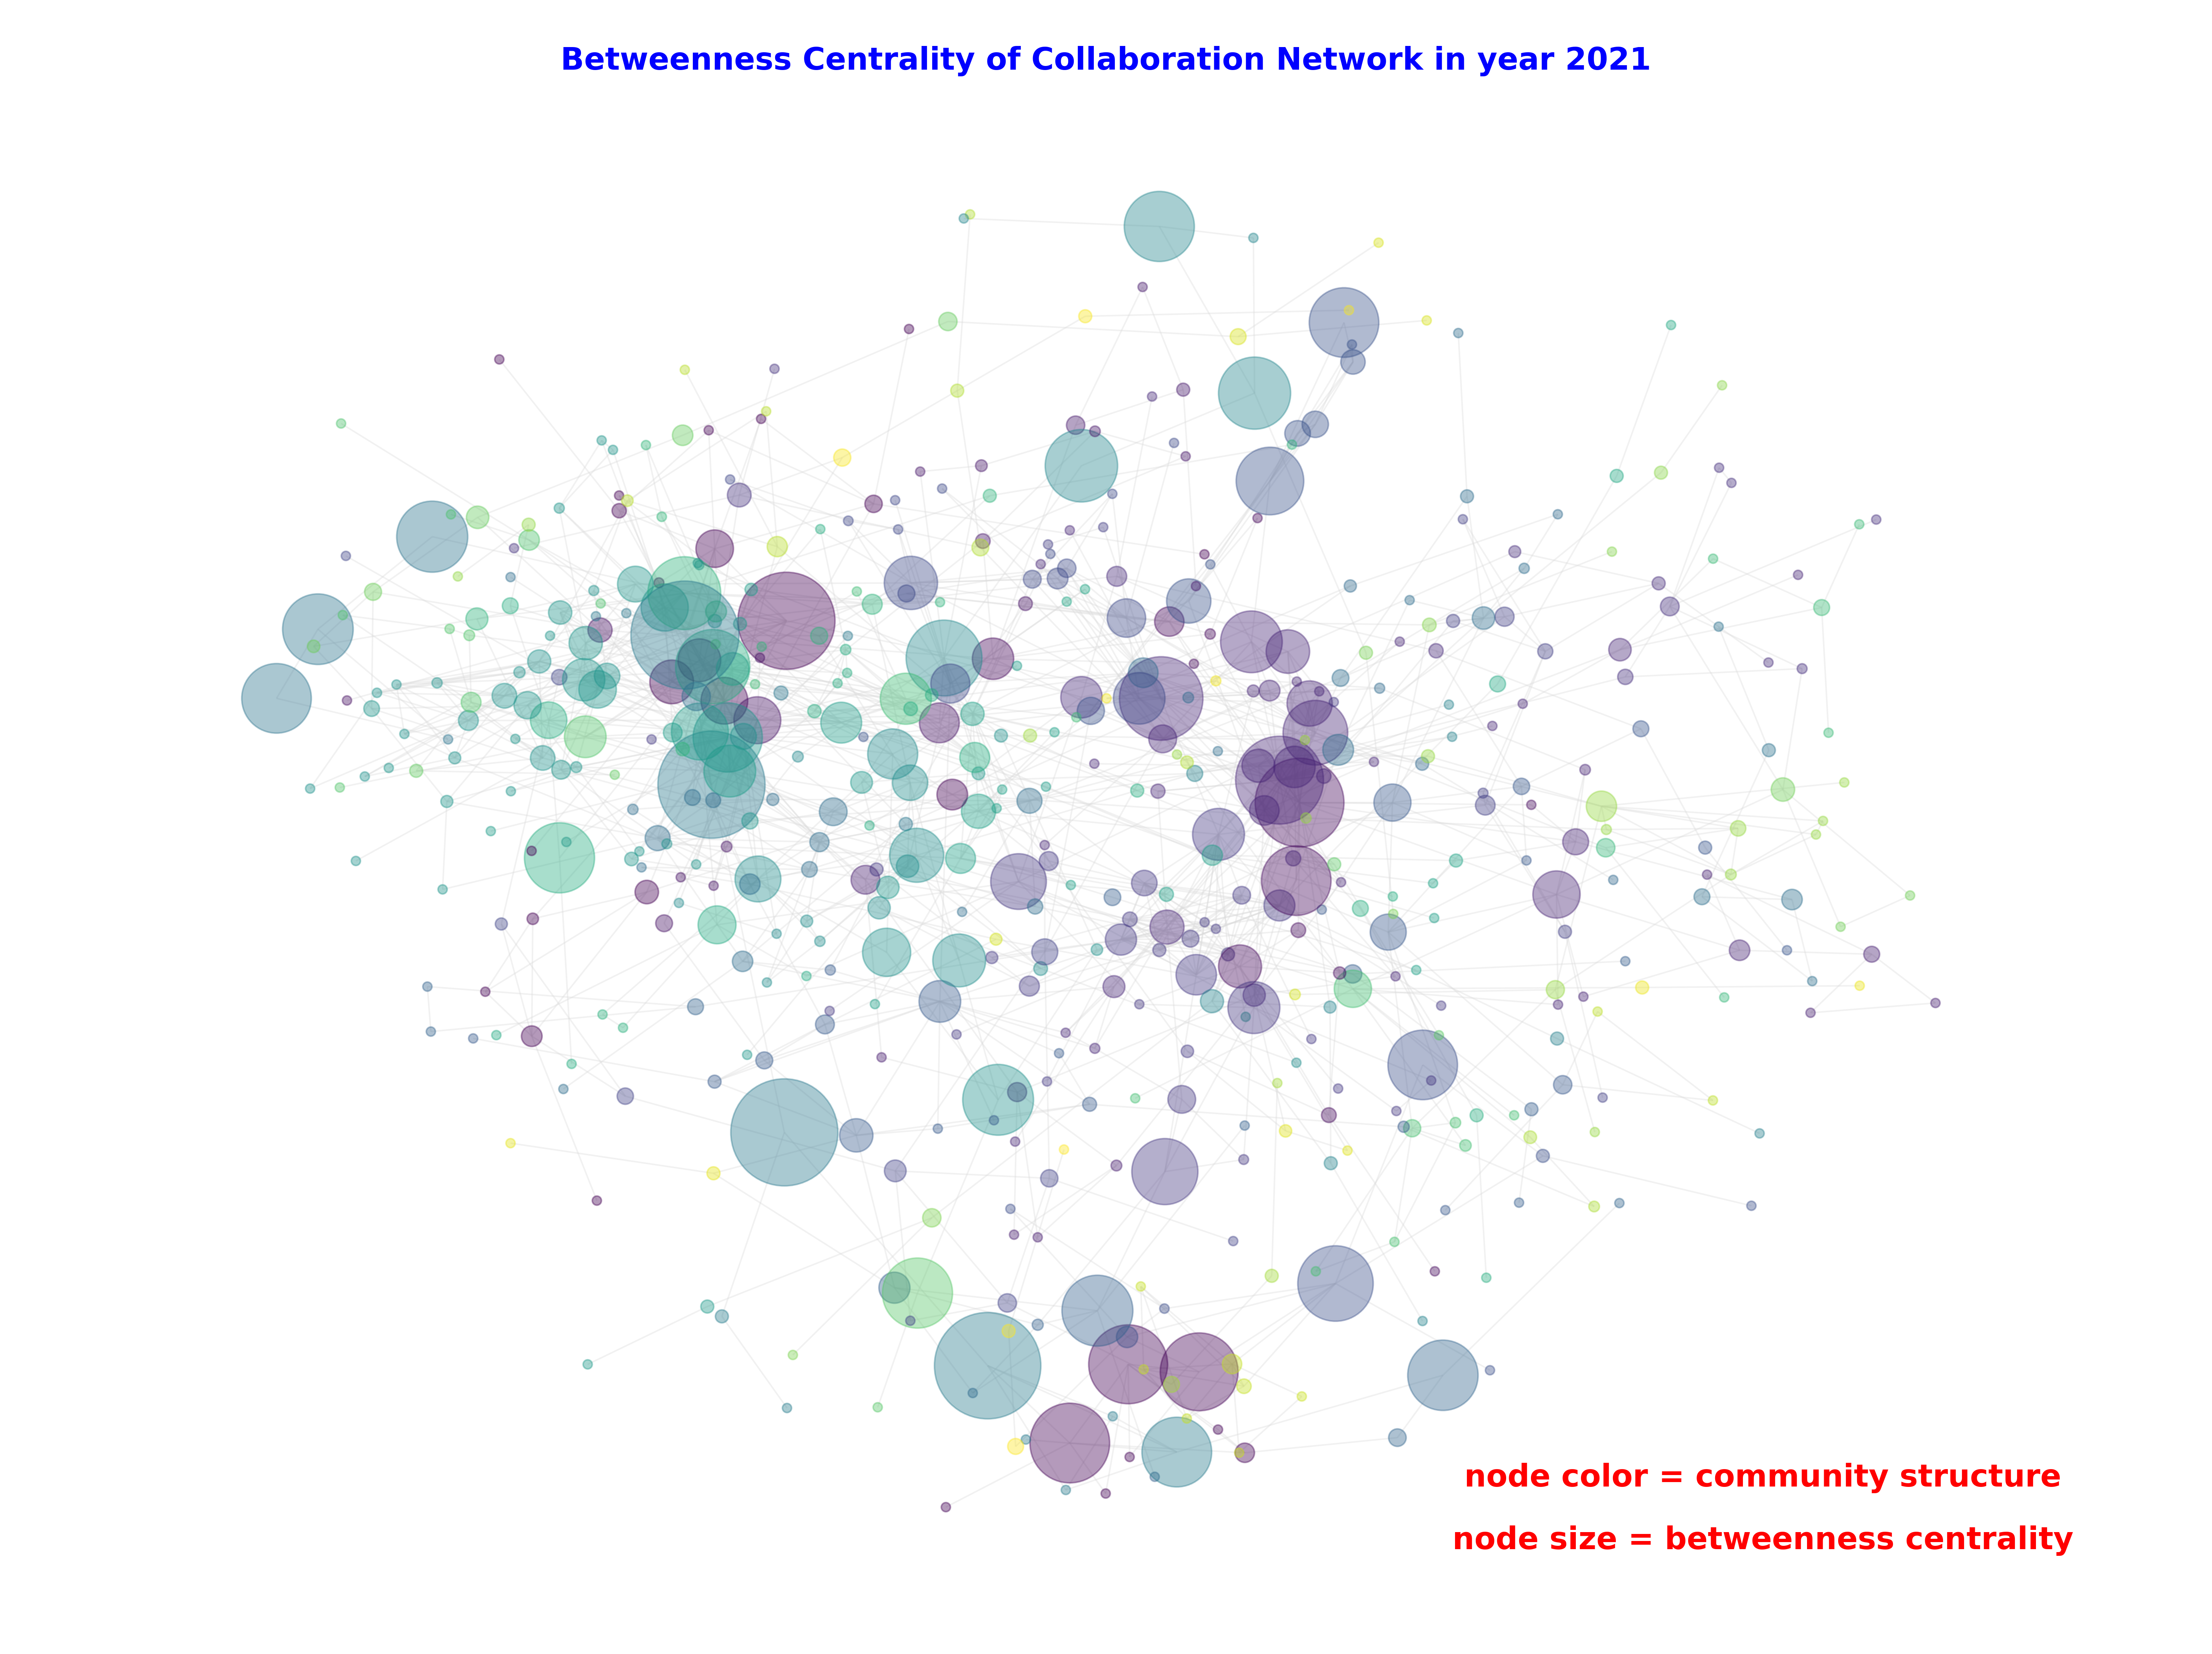 Betweenness Centrality of Collaboration Network in year 2021
node color = community structure
node size = betweenness centrality